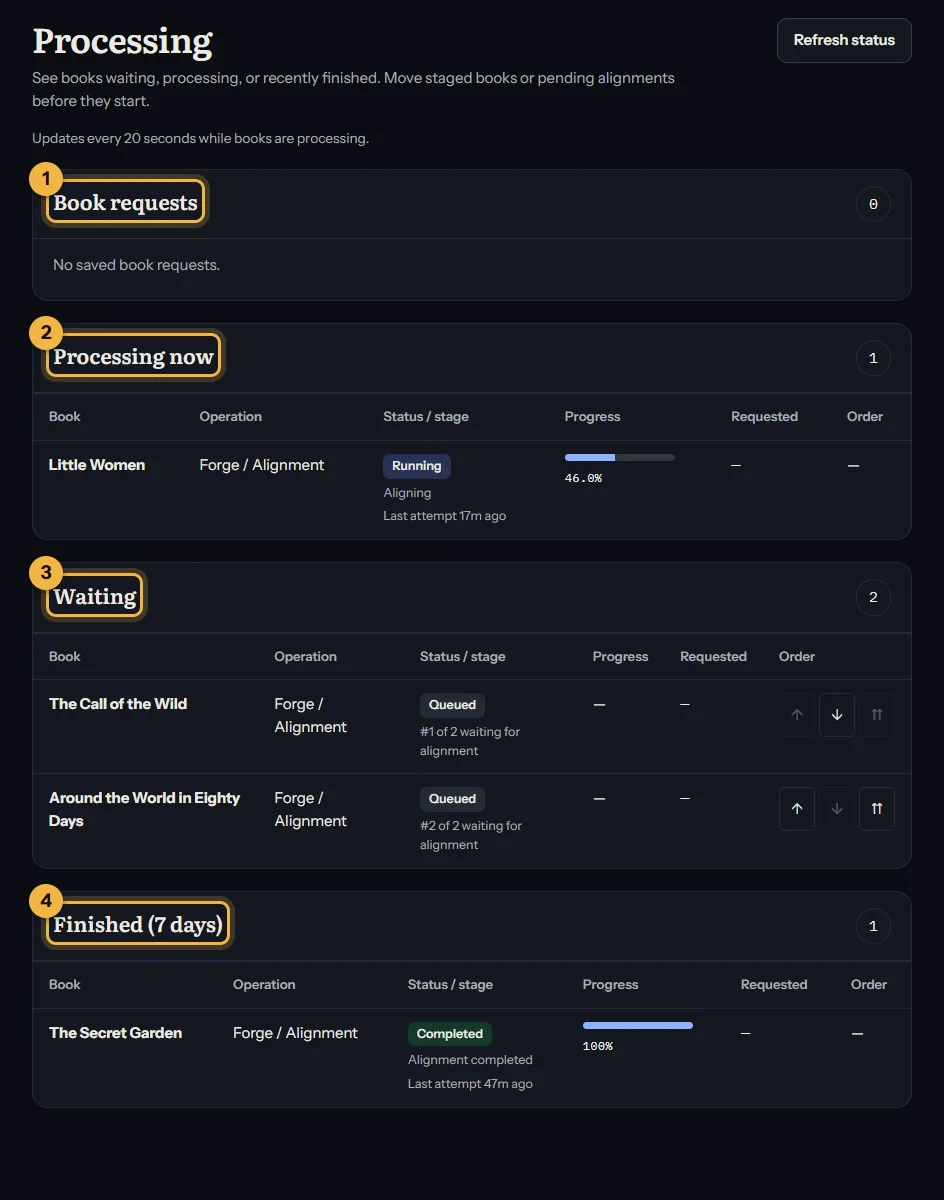 Processing
Refresh status
See books waiting, processing, or recently finished. Move staged books or pending alignments
before they start.
Updates every 20 seconds while books are processing.
1
Book requests
0
No saved book requests.
2
Processing now
1
Book Operation Status / stage Progress Requested Order
Little Women Forge / Alignment Running — —
46.0%
Aligning
Last attempt 17m ago
3
Waiting
2
Book Operation Status / stage Progress Requested Order
The Call of the Wild Forge / Queued — — ↑ ↓ ⇈
Alignment #1 of 2 waiting for
alignment
Around the World in Eighty Forge / Queued — — ↑ ↓ ⇈
Days Alignment #2 of 2 waiting for
alignment
4
Finished (7 days)
1
Book Operation Status / stage Progress Requested Order
The Secret Garden Forge / Alignment Completed — —
100%
Alignment completed
Last attempt 47m ago